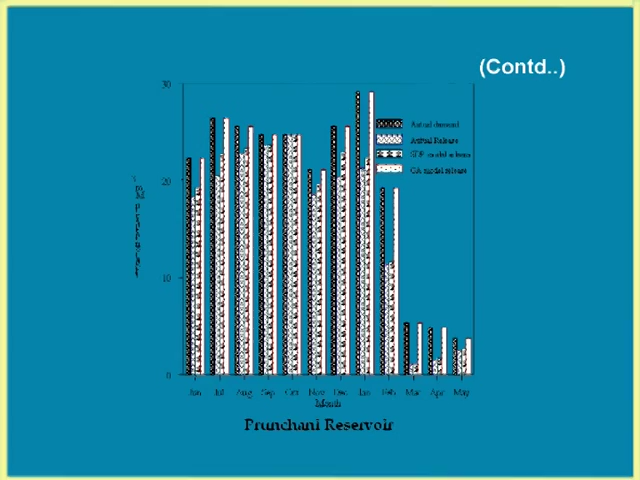 (Contd..)
30
Actual demand
Actual Release
SDP model release
GA model release
20
10
0
Jun Jul Aug Sep Oct Nov Dec Jan Feb Mar Apr May
Month
Prunchani Reservoir